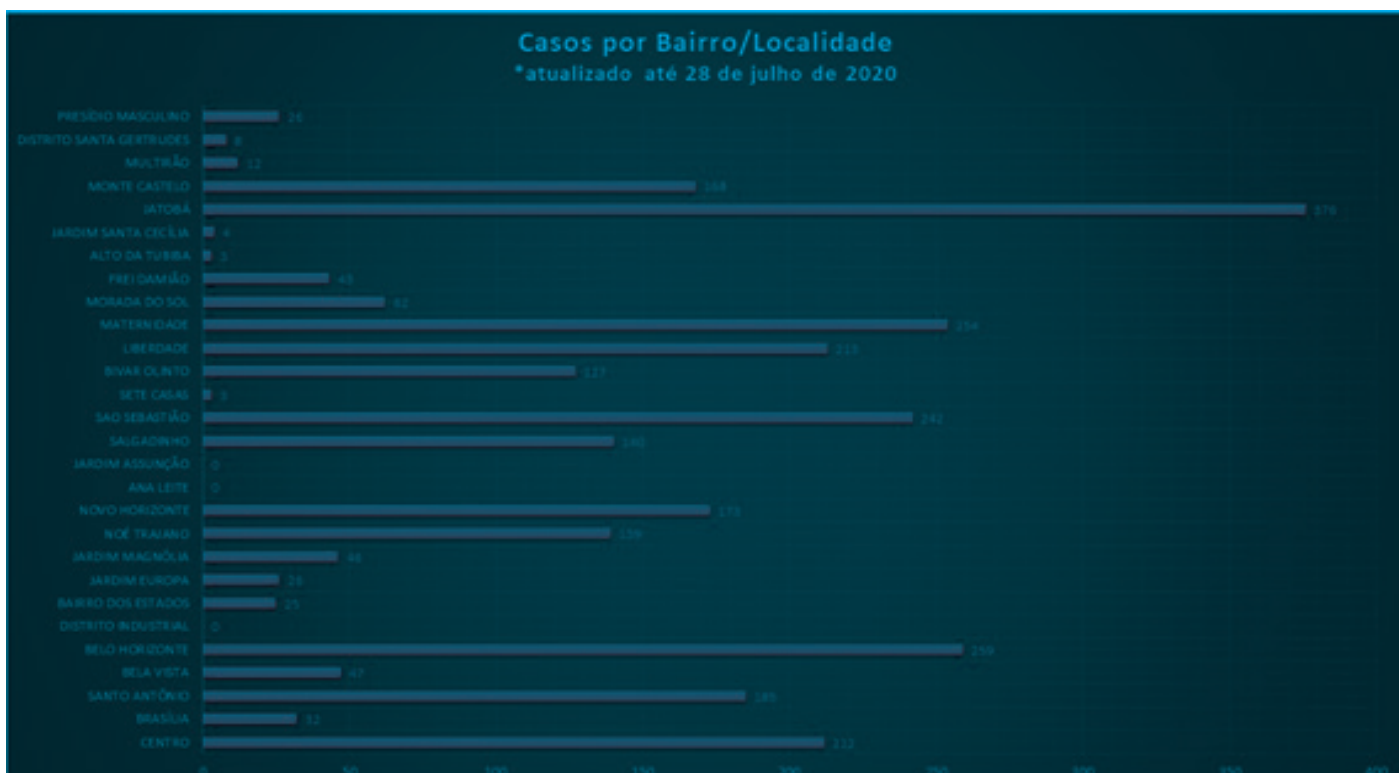 Casos por Bairro/Localidade
*atualizado até 28 de julho de 2020
PRESÍDIO MASCULINO 26
DISTRITO SANTA GERTRUDES 8
MULTIRÃO 12
MONTE CASTELO 168
JATOBÁ 376
JARDIM SANTA CECÍLIA 4
ALTO DA TUBIBA 3
FREI DAMIÃO 43
MORADA DO SOL 62
MATERNIDADE 254
LIBERDADE 213
BIVAR OLINTO 127
SETE CASAS 3
SAO SEBASTIÃO 242
SALGADINHO 140
JARDIM ASSUNÇÃO 0
ANA LEITE 0
NOVO HORIZONTE 173
NOÉ TRAJANO 139
JARDIM MAGNÓLIA 46
JARDIM EUROPA 26
BAIRRO DOS ESTADOS 25
DISTRITO INDUSTRIAL 0
BELO HORIZONTE 259
BELA VISTA 47
SANTO ANTÔNIO 185
BRASÍLIA 32
CENTRO 212
0 50 100 150 200 250 300 350 400